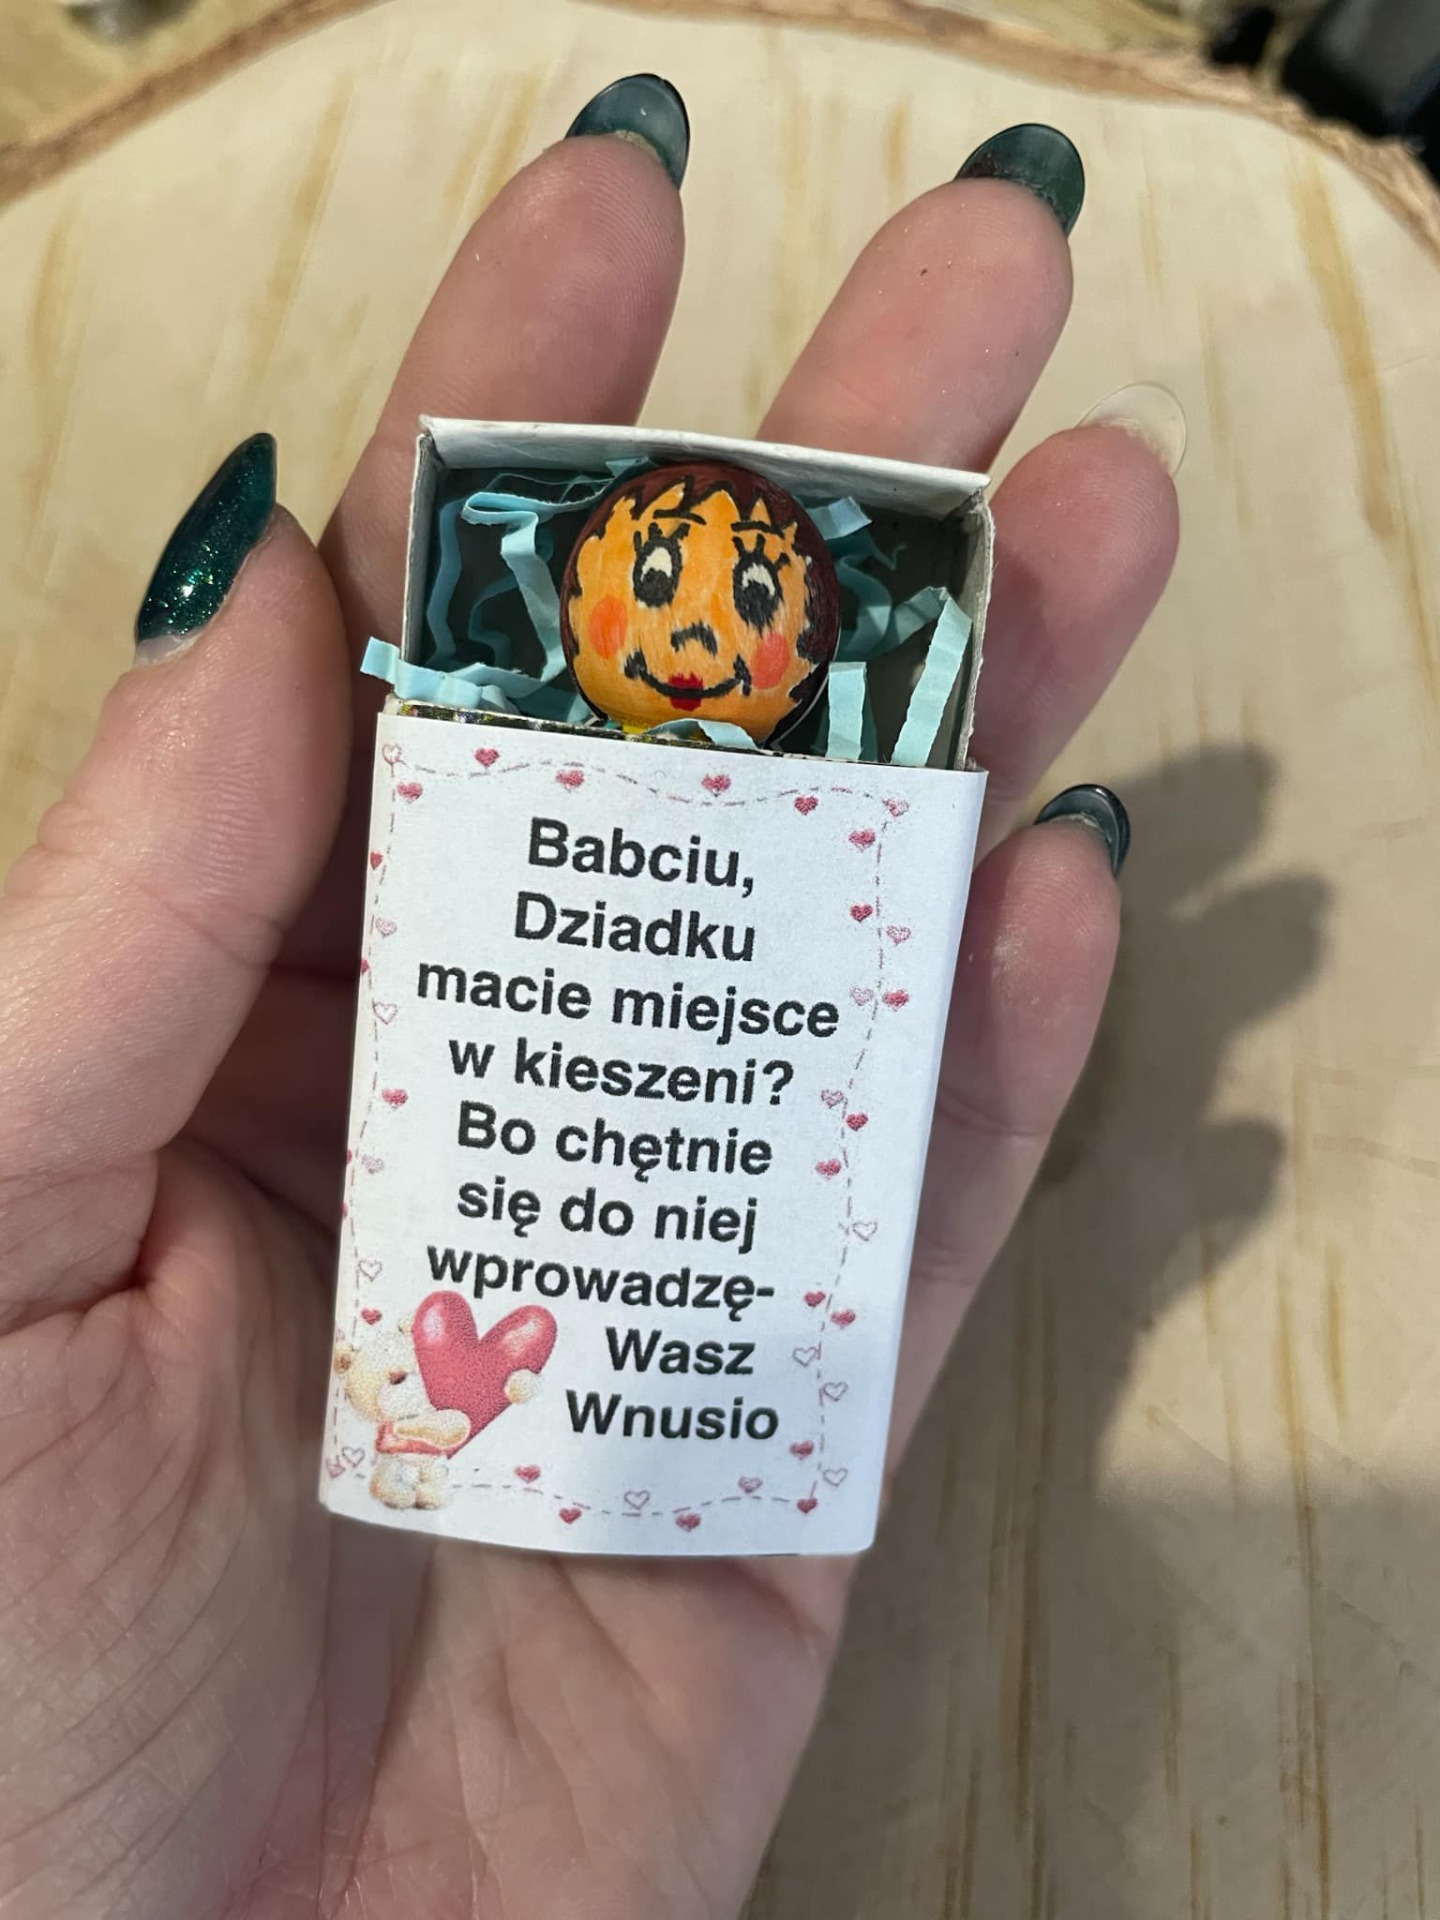 Babciu,
Dziadku
macie miejsce
w kieszeni?
Bo chętnie
się do niej
wprowadzę-
Wasz
Wnusio